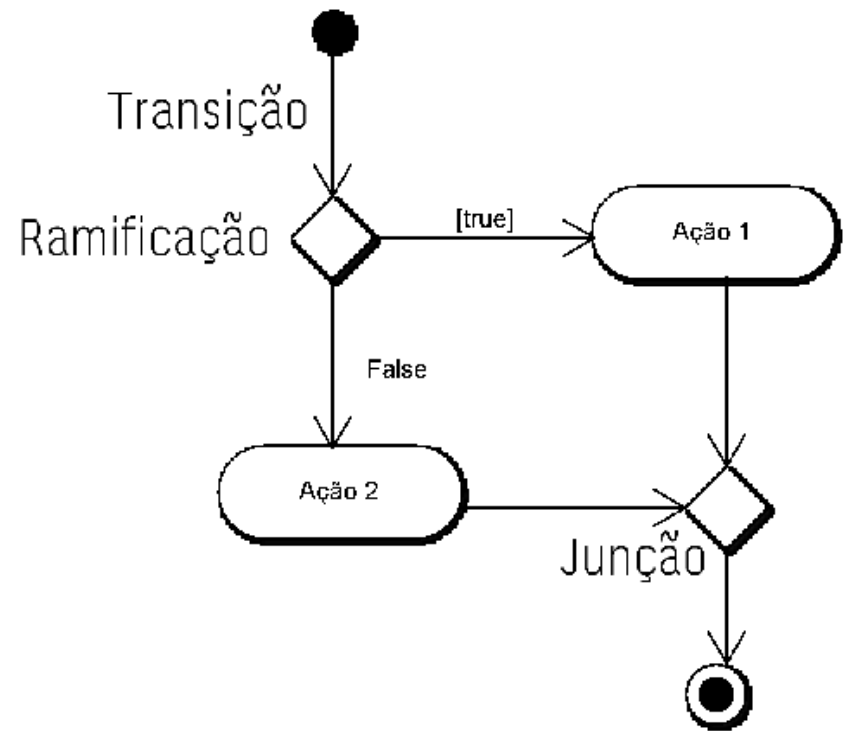 Transição
Ramificação
[true]
Ação 1
False
Ação 2
Junção